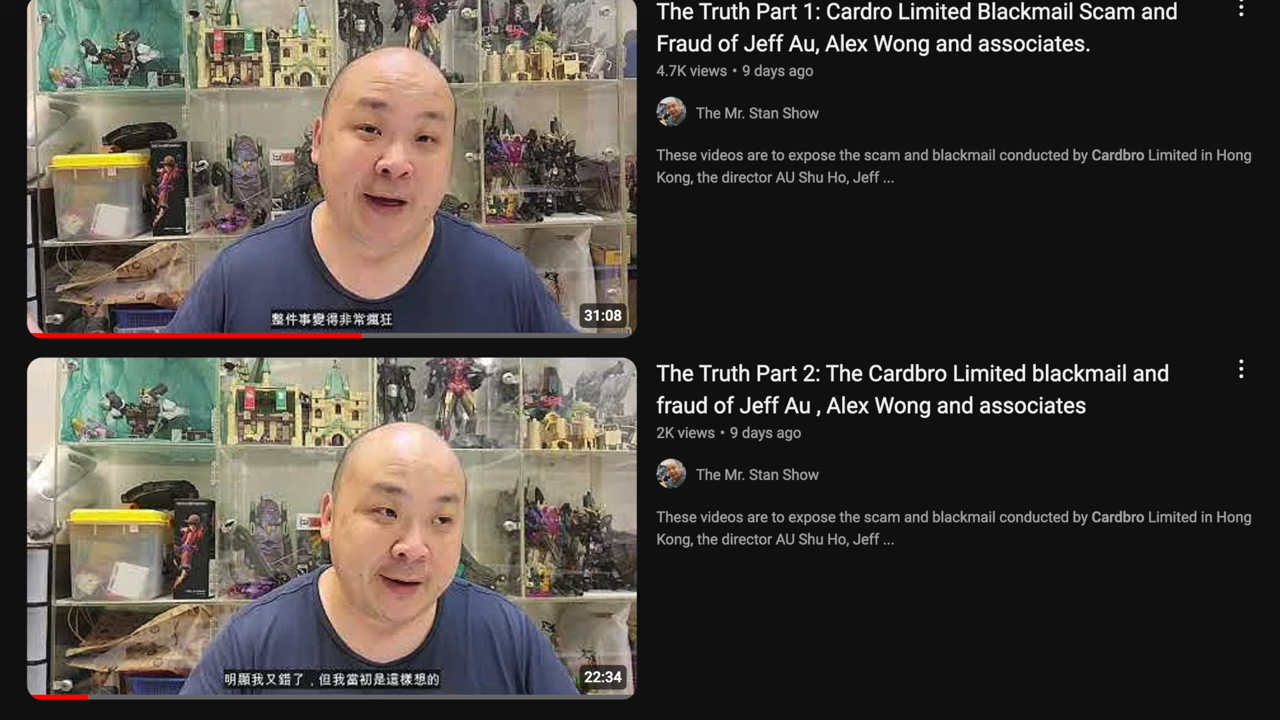 The Truth Part 1: Cardro Limited Blackmail Scam and
Fraud of Jeff Au, Alex Wong and associates.
4.7K views • 9 days ago
The Mr. Stan Show
These videos are to expose the scam and blackmail conducted by Cardbro Limited in Hong
Kong, the director AU Shu Ho, Jeff ...
整件事變得非常瘋狂
31:08
The Truth Part 2: The Cardbro Limited blackmail and
fraud of Jeff Au , Alex Wong and associates
2K views • 9 days ago
The Mr. Stan Show
These videos are to expose the scam and blackmail conducted by Cardbro Limited in Hong
Kong, the director AU Shu Ho, Jeff ...
明顯我又錯了，但我當初是這樣想的
22:34